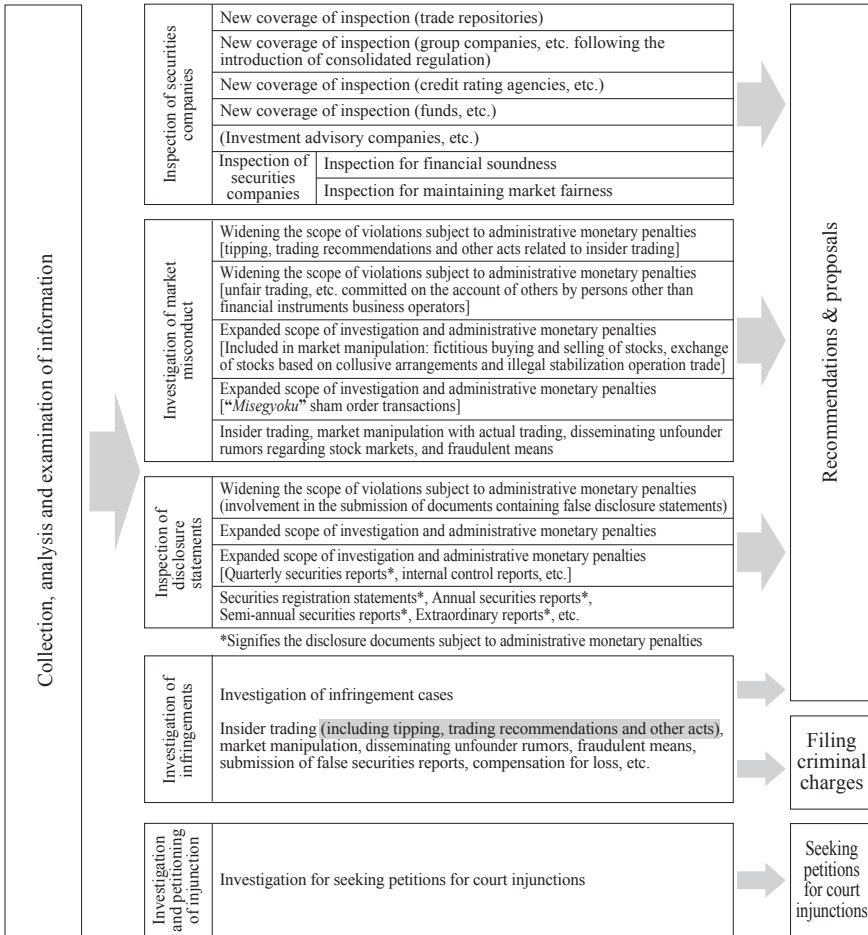 Collection, analysis and examination of information
Inspection of securities
companies
New coverage of inspection (trade repositories)
New coverage of inspection (group companies, etc. following the
introduction of consolidated regulation)
New coverage of inspection (credit rating agencies, etc.)
New coverage of inspection (funds, etc.)
(Investment advisory companies, etc.)
Inspection of
securities
companies
Inspection for financial soundness
Inspection for maintaining market fairness
Investigation of market
misconduct
Widening the scope of violations subject to administrative monetary penalties
[tipping, trading recommendations and other acts related to insider trading]
Widening the scope of violations subject to administrative monetary penalties
[unfair trading, etc. committed on the account of others by persons other than
financial instruments business operators]
Expanded scope of investigation and administrative monetary penalties
[Included in market manipulation: fictitious buying and selling of stocks, exchange
of stocks based on collusive arrangements and illegal stabilization operation trade]
Expanded scope of investigation and administrative monetary penalties
[“Misegyoku” sham order transactions]
Insider trading, market manipulation with actual trading, disseminating unfounder
rumors regarding stock markets, and fraudulent means
Inspection of
disclosure
statements
Widening the scope of violations subject to administrative monetary penalties
(involvement in the submission of documents containing false disclosure statements)
Expanded scope of investigation and administrative monetary penalties
Expanded scope of investigation and administrative monetary penalties
[Quarterly securities reports*, internal control reports, etc.]
Securities registration statements*, Annual securities reports*,
Semi-annual securities reports*, Extraordinary reports*, etc.
*Signifies the disclosure documents subject to administrative monetary penalties
Investigation of
infringements
Investigation of infringement cases
Insider trading (including tipping, trading recommendations and other acts),
market manipulation, disseminating unfounder rumors, fraudulent means,
submission of false securities reports, compensation for loss, etc.
Investigation
and petitioning
of injunction
Investigation for seeking petitions for court injunctions
Recommendations & proposals
Filing
criminal
charges
Seeking
petitions
for court
injunctions